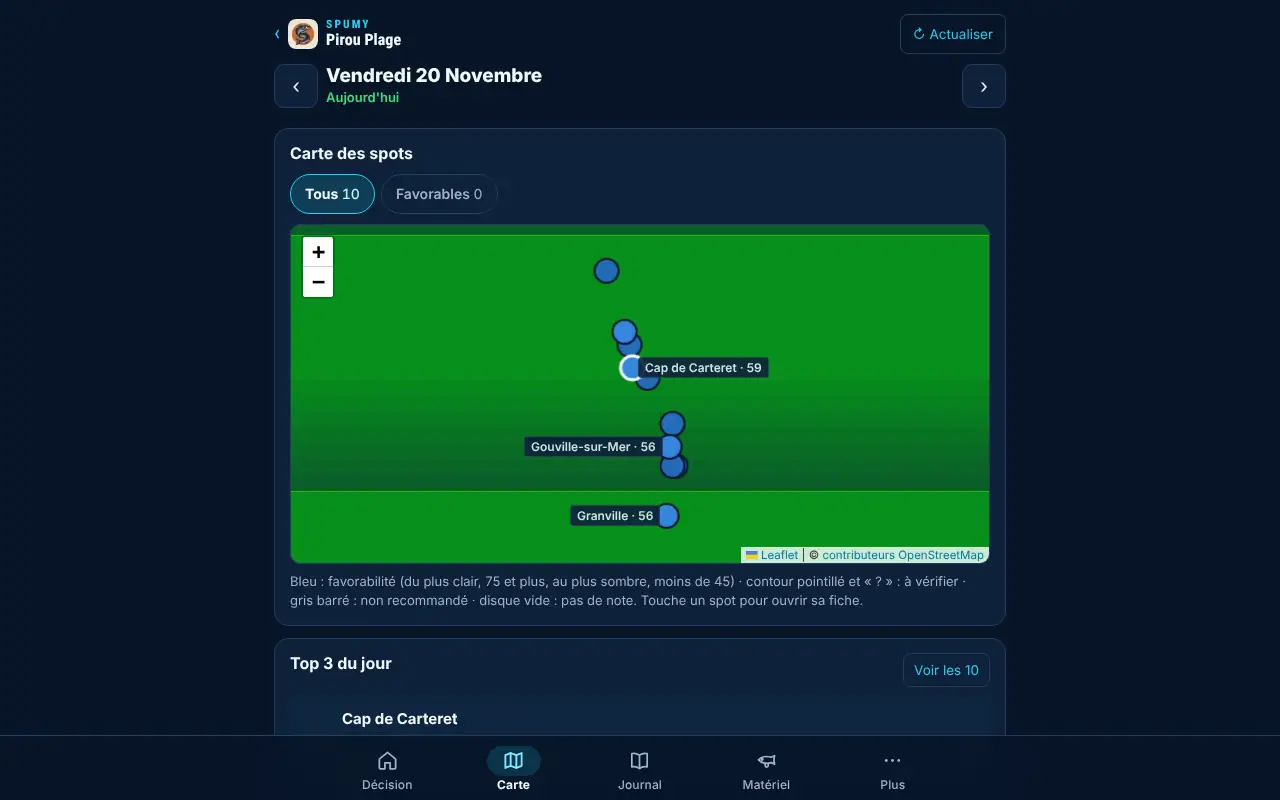 SPUMY
Pirou Plage
Actualiser
Vendredi 20 Novembre
Aujourd'hui
Carte des spots
Tous 10
Favorables 0
+
−
Cap de Carteret · 59
Gouville-sur-Mer · 56
Granville · 56
Leaflet | © contributeurs OpenStreetMap
Bleu : favorabilité (du plus clair, 75 et plus, au plus sombre, moins de 45) · contour pointillé et « ? » : à vérifier ·
gris barré : non recommandé · disque vide : pas de note. Touche un spot pour ouvrir sa fiche.
Top 3 du jour
Voir les 10
Cap de Carteret
Décision
Carte
Journal
Matériel
Plus